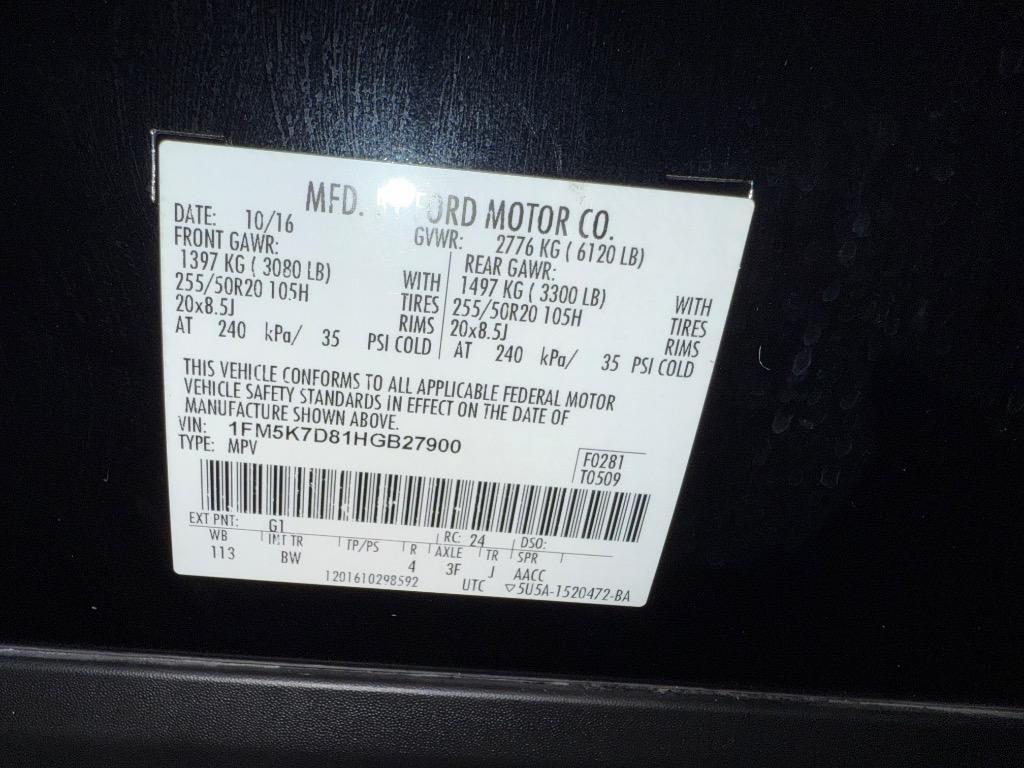 MFD. FORD MOTOR CO.
DATE: 10/16 GVWR: 2776 KG ( 6120 LB)
FRONT GAWR: REAR GAWR:
1397 KG ( 3080 LB) WITH 1497 KG ( 3300 LB) WITH
255/50R20 105H TIRES 255/50R20 105H TIRES
20x8.5J RIMS 20x8.5J RIMS
AT 240 kPa/ 35 PSI COLD AT 240 kPa/ 35 PSI COLD
THIS VEHICLE CONFORMS TO ALL APPLICABLE FEDERAL MOTOR
VEHICLE SAFETY STANDARDS IN EFFECT ON THE DATE OF
MANUFACTURE SHOWN ABOVE.
VIN: 1FM5K7D81HGB27900
TYPE: MPV
F0281
T0509
EXT PNT: G1 RC: 24 DSO:
WB INT TR TP/PS R AXLE TR SPR
113 BW 4 3F J AACC
1201610298592 UTC ▽5U5A-1520472-BA